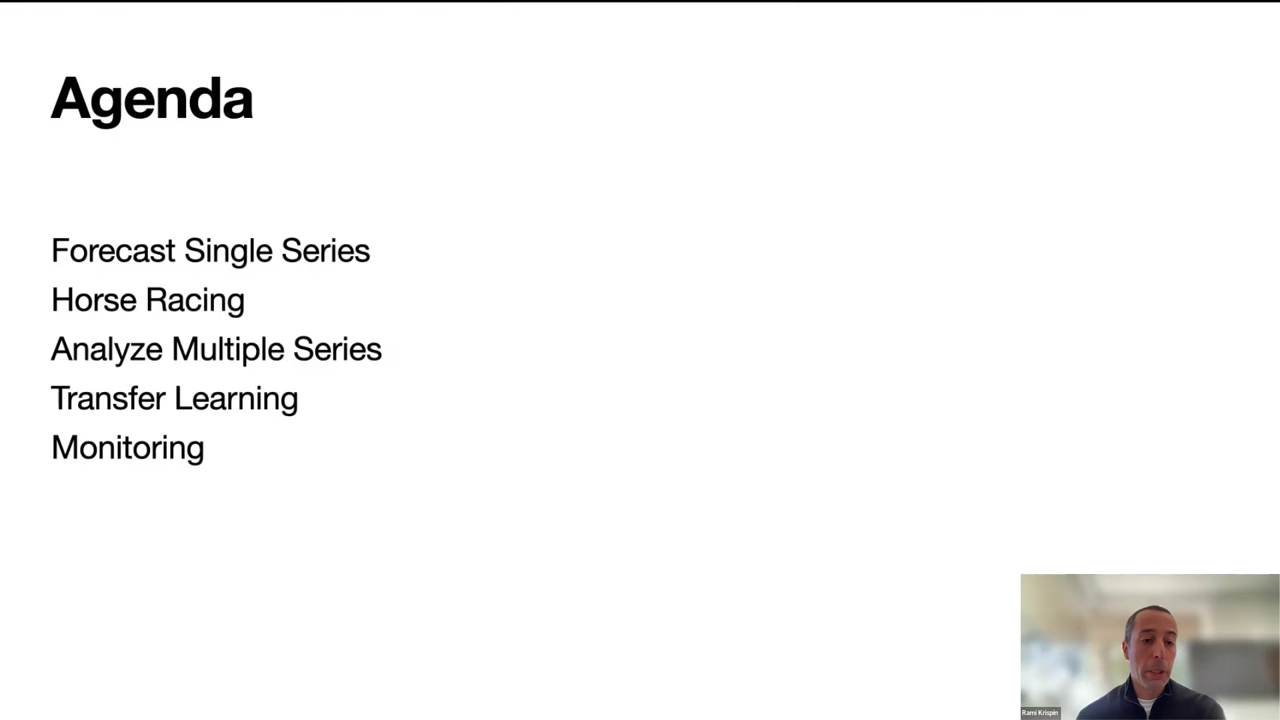 Agenda
Forecast Single Series
Horse Racing
Analyze Multiple Series
Transfer Learning
Monitoring
Rami Krispin